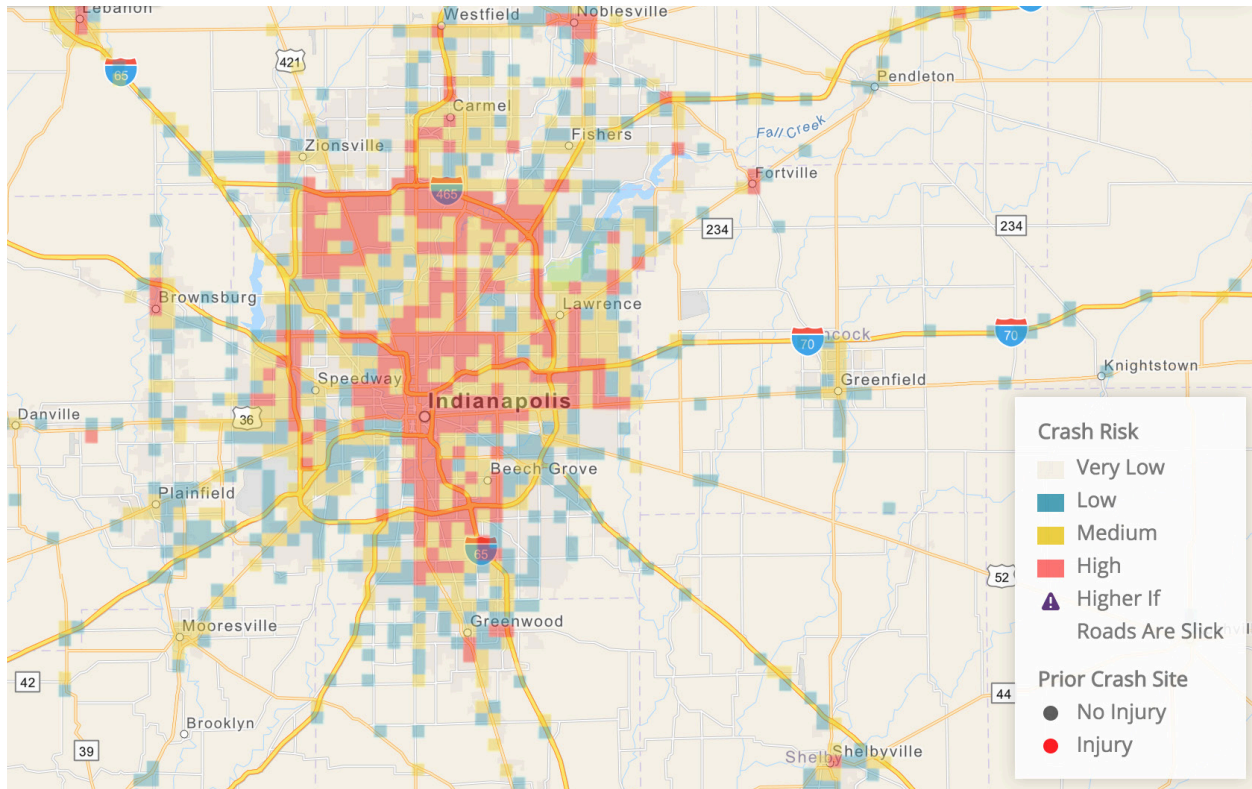 Lebanon
Westfield
Noblesville
65
421
Pendleton
Carmel
Fall Creek
Fishers
Zionsville
Fortville
465
234
234
Brownsburg
Lawrence
70
70
Knightstown
Speedway
Greenfield
Indianapolis
Danville
36
Beech Grove
Plainfield
65
52
Greenwood
Mooresville
42
44
Brooklyn
39
Shelby
Shelbyville
Crash Risk
Very Low
Low
Medium
High
Higher If
Roads Are Slick
Prior Crash Site
No Injury
Injury